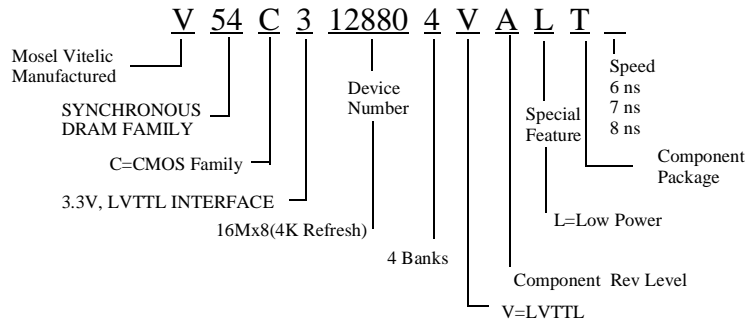 V 54 C 3 12880 4 V A L T
Mosel Vitelic
Manufactured
SYNCHRONOUS
DRAM FAMILY
C=CMOS Family
3.3V, LVTTL INTERFACE
Device
Number
16Mx8(4K Refresh)
4 Banks
Special
Feature
L=Low Power
Speed
6 ns
7 ns
8 ns
Component
Package
Component Rev Level
V=LVTTL